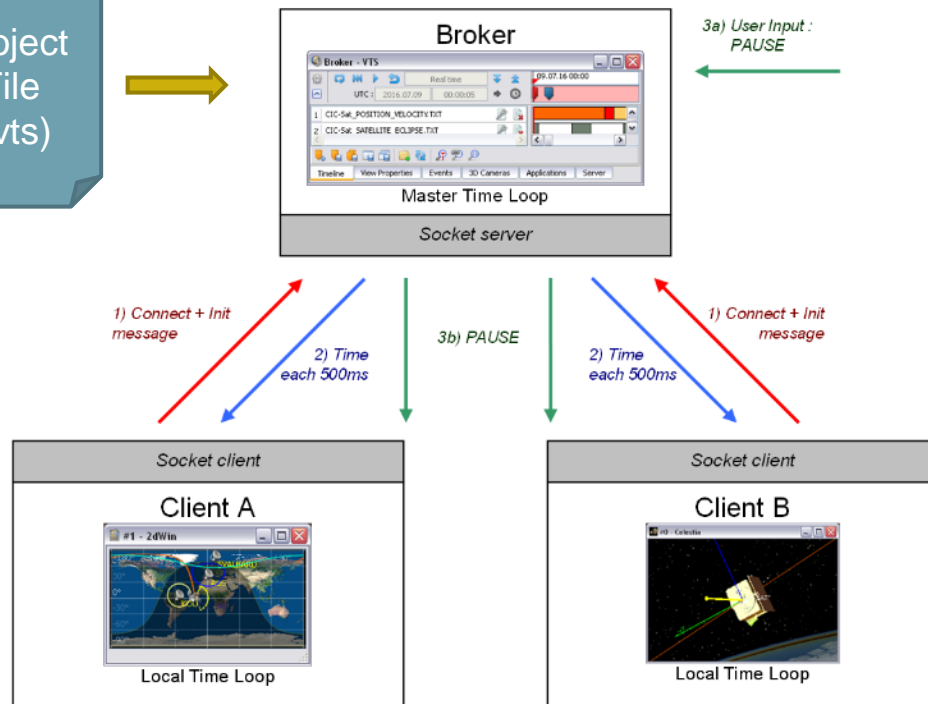 oject
ile
vts)
Broker
3a) User Input :
PAUSE
Broker - VTS
Real time
09.07.16 00:00
UTC : 2016.07.09 00:00:05
1 CIC-Sat_POSITION_VELOCITY.TXT
2 CIC-Sat_SATELLITE_ECLIPSE.TXT
Timeline View Properties Events 3D Cameras Applications Server
Master Time Loop
Socket server
1) Connect + Init
message
2) Time
each 500ms
3b) PAUSE
2) Time
each 500ms
1) Connect + Init
message
Socket client
Client A
#1 - 2dWin
SVALBARD
0°
-30°
-60°
Local Time Loop
Socket client
Client B
#0 - Celestia
Local Time Loop